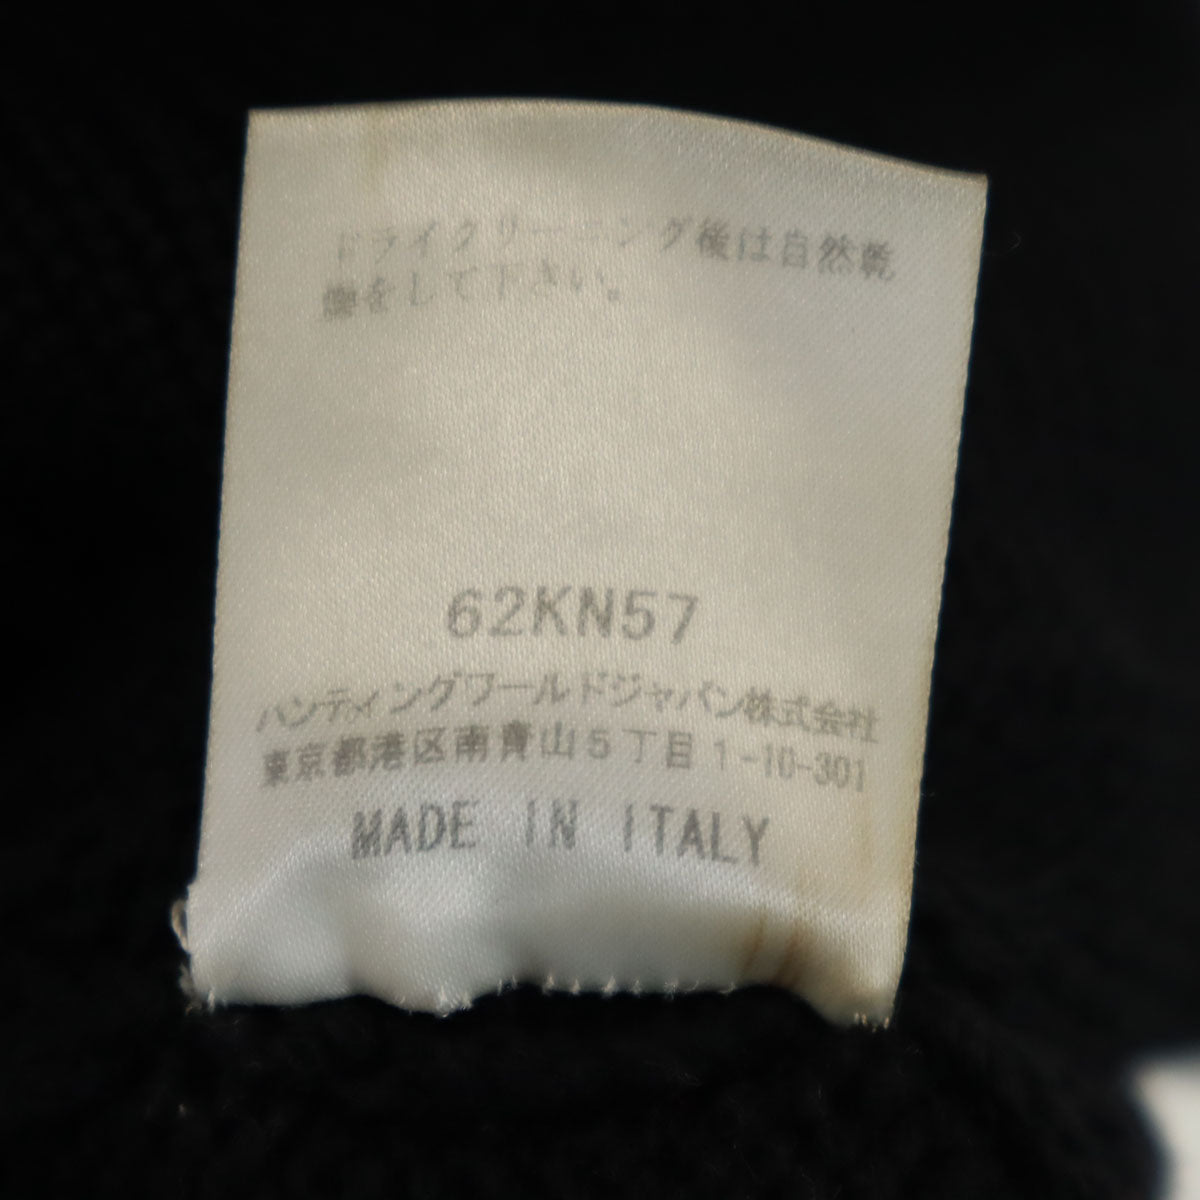 ドライクリーニング後は自然乾
燥をして下さい。
62KN57
ハンティングワールドジャパン株式会社
東京都港区南青山5丁目1-10-301
MADE IN ITALY